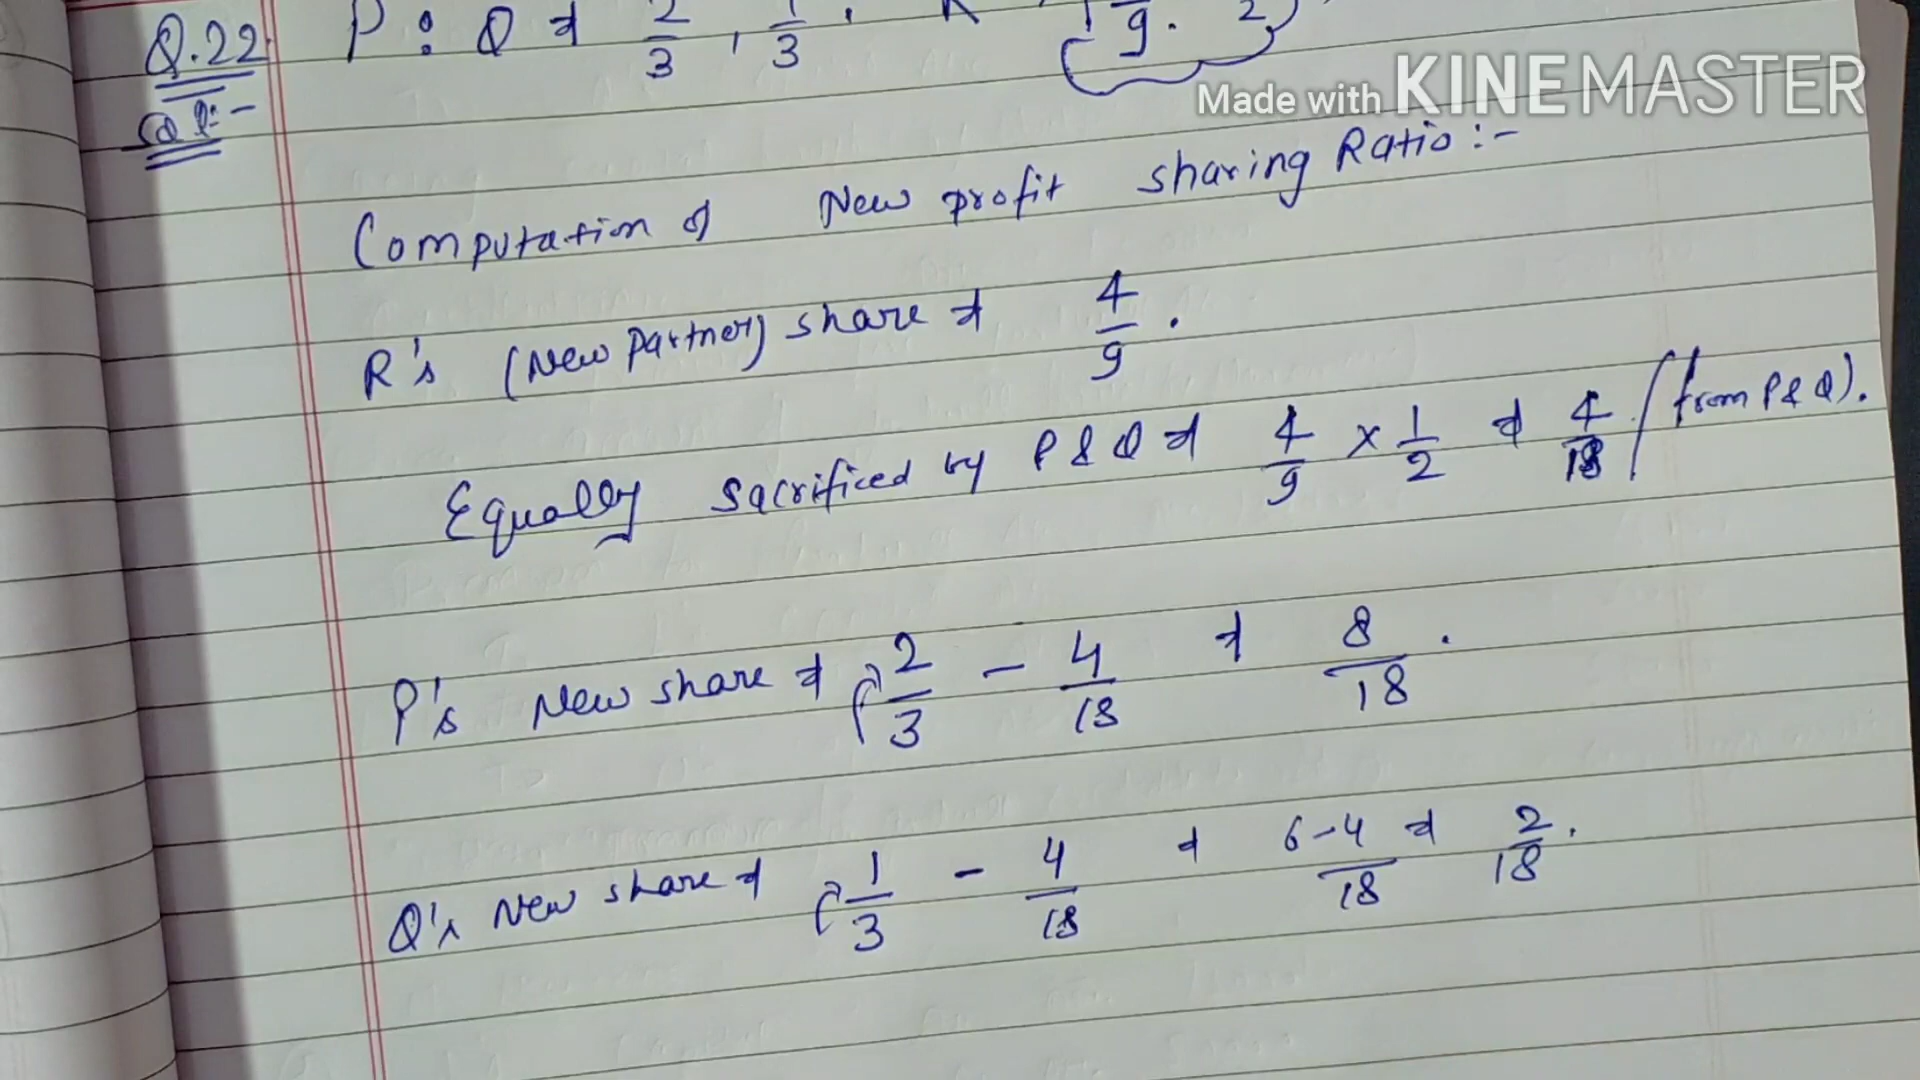 Q.22 P : Q ⇒ 2/3 , 1/3 .
Made with KINEMASTER
Sol:-
Computation of New profit sharing Ratio :-
R's (New Partner) share ⇒ 4/9 .
Equally sacrificed by P & Q ⇒ 4/9 × 1/2 ⇒ 4/18 (from P & Q).
P's New share ⇒ 2/3 - 4/18 ⇒ 8/18 .
Q's New share ⇒ 1/3 - 4/18 ⇒ 6-4/18 ⇒ 2/18 .